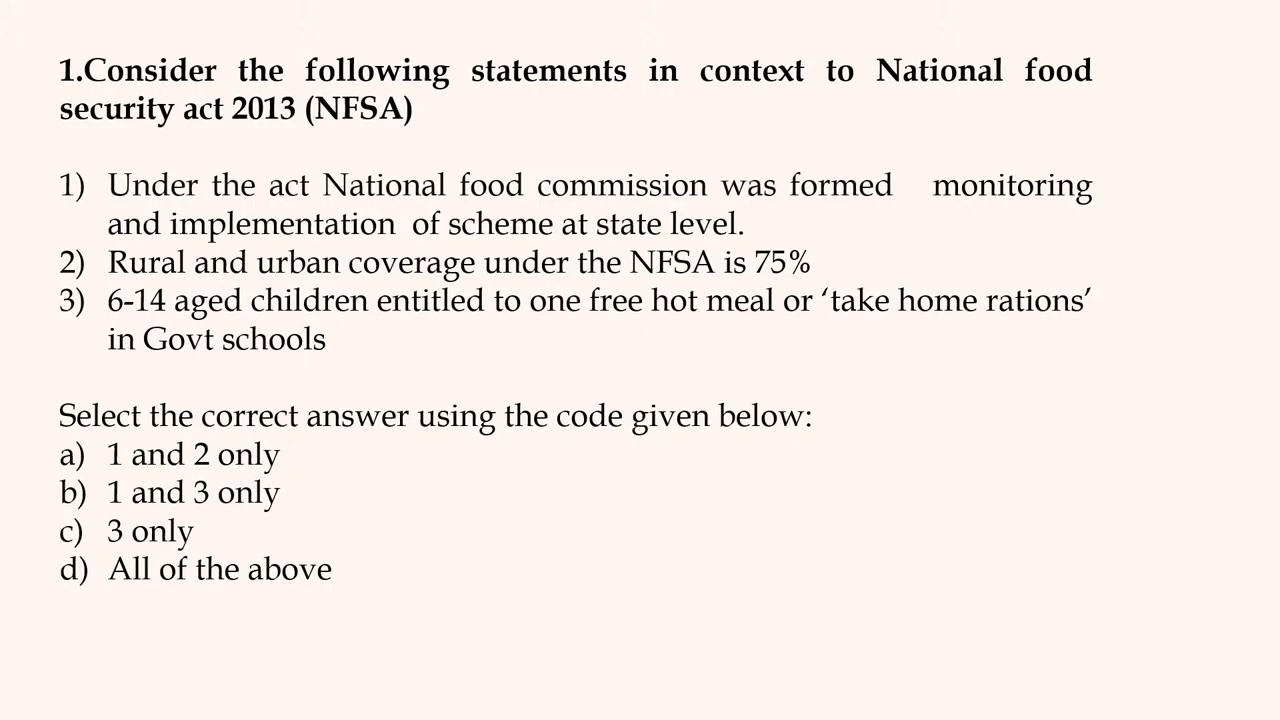 1.Consider the following statements in context to National food
security act 2013 (NFSA)
1) Under the act National food commission was formed monitoring
and implementation of scheme at state level.
2) Rural and urban coverage under the NFSA is 75%
3) 6-14 aged children entitled to one free hot meal or ‘take home rations’
in Govt schools
Select the correct answer using the code given below:
a) 1 and 2 only
b) 1 and 3 only
c) 3 only
d) All of the above